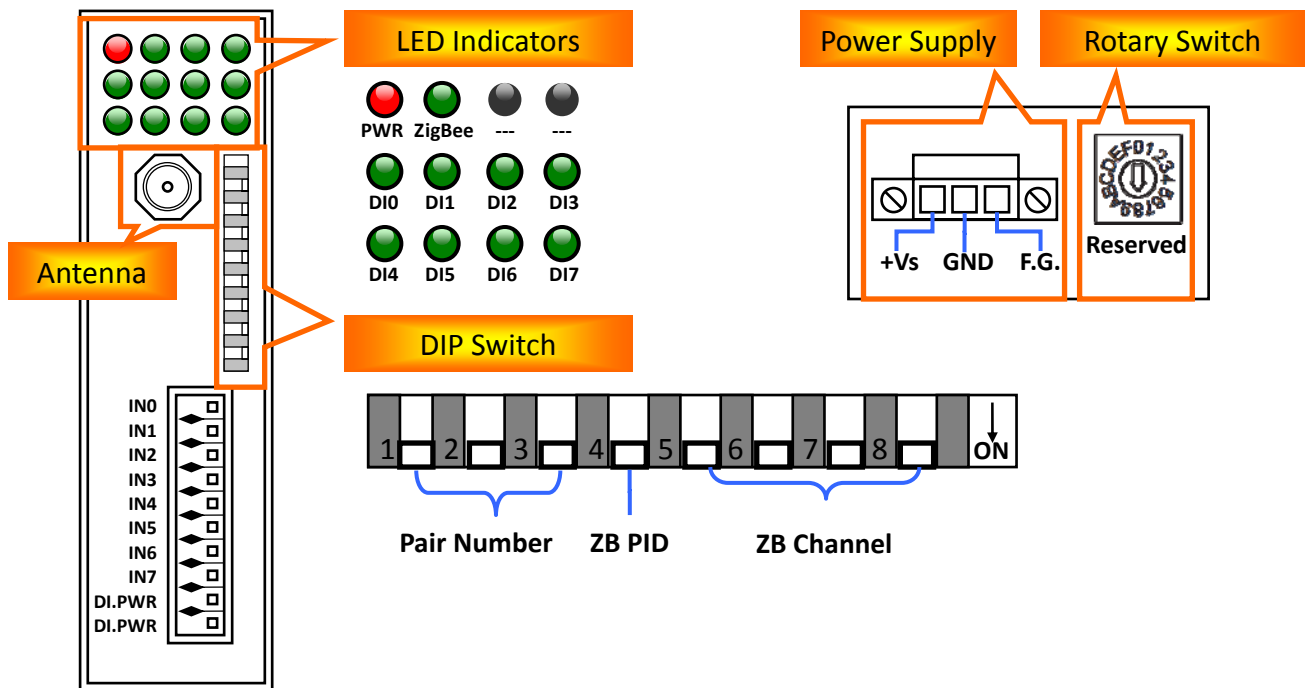 LED Indicators
PWR ZigBee --- ---
DI0 DI1 DI2 DI3
DI4 DI5 DI6 DI7
Antenna
DIP Switch
1 2 3 4 5 6 7 8 ON
Pair Number ZB PID ZB Channel
IN0
IN1
IN2
IN3
IN4
IN5
IN6
IN7
DI.PWR
DI.PWR
Power Supply
+Vs GND F.G.
Rotary Switch
0123456789ABCDEF
Reserved